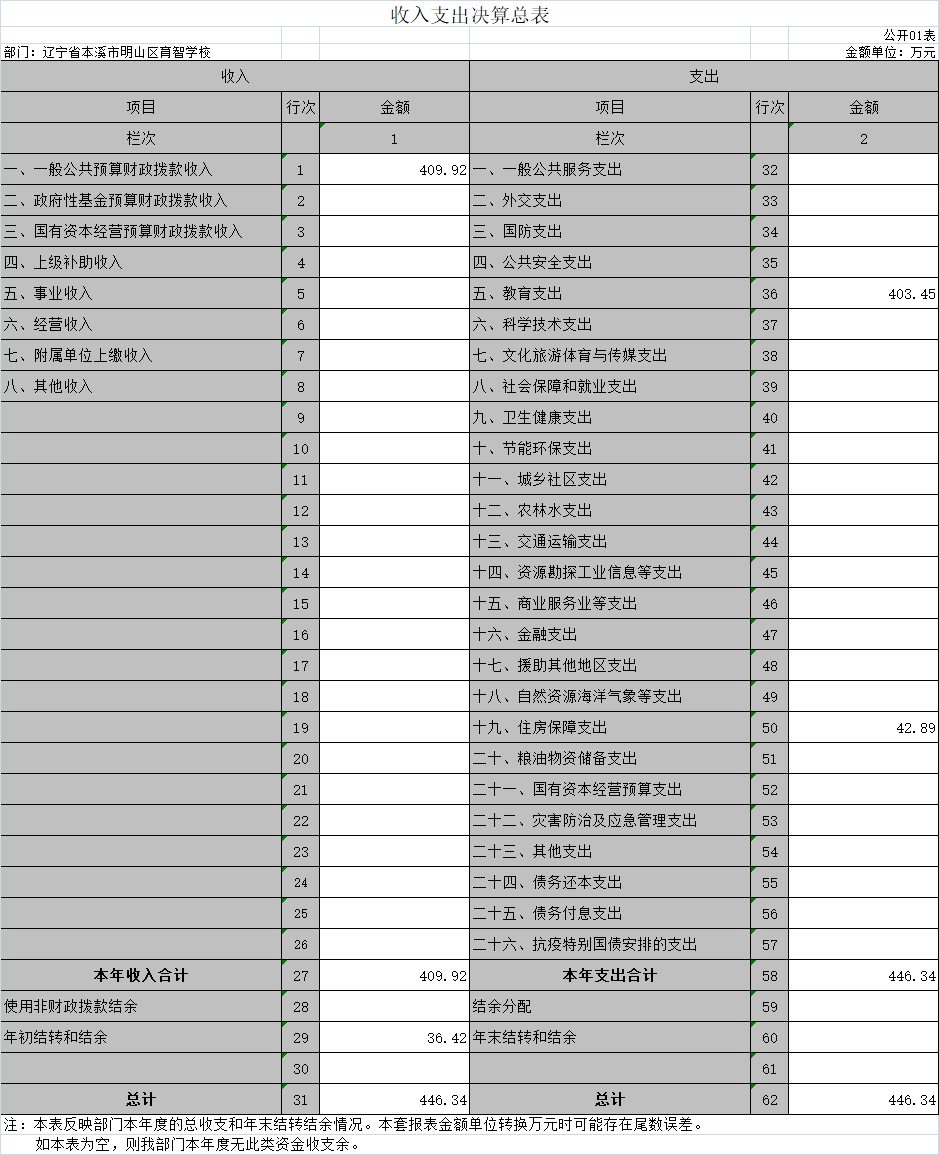 收入支出决算总表
公开01表
部门：辽宁省本溪市明山区育智学校 金额单位：万元
收入 支出
项目 行次 金额 项目 行次 金额
栏次 1 栏次 2
一、一般公共预算财政拨款收入 1 409.92 一、一般公共服务支出 32
二、政府性基金预算财政拨款收入 2 二、外交支出 33
三、国有资本经营预算财政拨款收入 3 三、国防支出 34
四、上级补助收入 4 四、公共安全支出 35
五、事业收入 5 五、教育支出 36 403.45
六、经营收入 6 六、科学技术支出 37
七、附属单位上缴收入 7 七、文化旅游体育与传媒支出 38
八、其他收入 8 八、社会保障和就业支出 39
9 九、卫生健康支出 40
10 十、节能环保支出 41
11 十一、城乡社区支出 42
12 十二、农林水支出 43
13 十三、交通运输支出 44
14 十四、资源勘探工业信息等支出 45
15 十五、商业服务业等支出 46
16 十六、金融支出 47
17 十七、援助其他地区支出 48
18 十八、自然资源海洋气象等支出 49
19 十九、住房保障支出 50 42.89
20 二十、粮油物资储备支出 51
21 二十一、国有资本经营预算支出 52
22 二十二、灾害防治及应急管理支出 53
23 二十三、其他支出 54
24 二十四、债务还本支出 55
25 二十五、债务付息支出 56
26 二十六、抗疫特别国债安排的支出 57
本年收入合计 27 409.92 本年支出合计 58 446.34
使用非财政拨款结余 28 结余分配 59
年初结转和结余 29 36.42 年末结转和结余 60
30 61
总计 31 446.34 总计 62 446.34
注：本表反映部门本年度的总收支和年末结转结余情况。本套报表金额单位转换万元时可能存在尾数误差。
如本表为空，则我部门本年度无此类资金收支余。